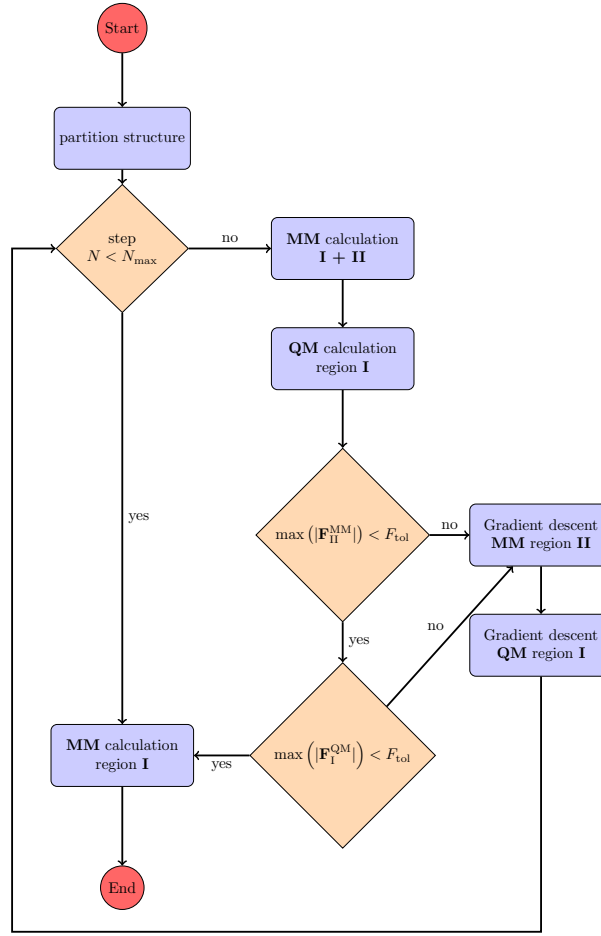 Start
partition structure
step
N < N_max
no
MM calculation
I + II
QM calculation
region I
yes
max (|F_II^MM|) < F_tol
no
Gradient descent
MM region II
yes
no
Gradient descent
QM region I
max (|F_I^QM|) < F_tol
yes
MM calculation
region I
End